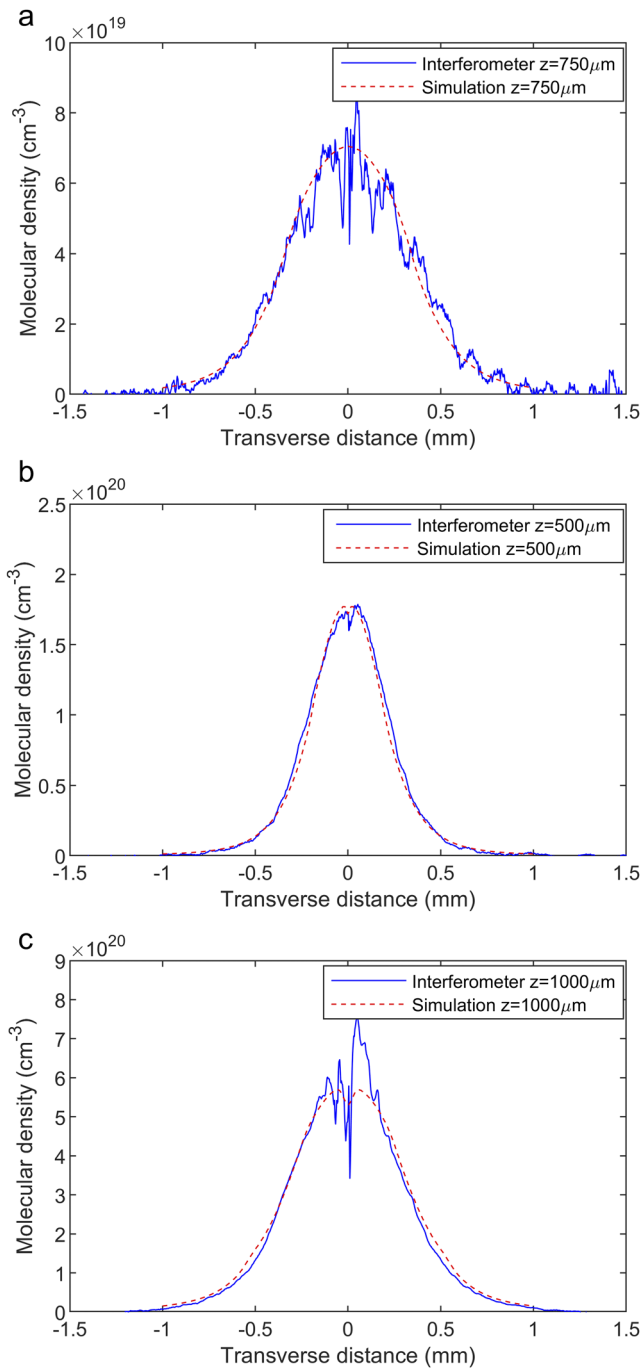 a
×10^19
10
8
6
4
2
0
Molecular density (cm^-3)
Interferometer z=750μm
Simulation z=750μm
-1.5 -1 -0.5 0 0.5 1 1.5
Transverse distance (mm)
b
×10^20
2.5
2
1.5
1
0.5
0
Molecular density (cm^-3)
Interferometer z=500μm
Simulation z=500μm
-1.5 -1 -0.5 0 0.5 1 1.5
Transverse distance (mm)
c
×10^20
9
8
7
6
5
4
3
2
1
0
Molecular density (cm^-3)
Interferometer z=1000μm
Simulation z=1000μm
-1.5 -1 -0.5 0 0.5 1 1.5
Transverse distance (mm)